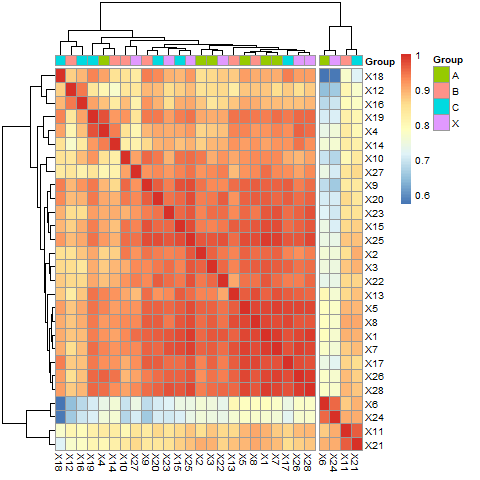 Group
X18
X12
X16
X19
X4
X14
X10
X27
X9
X20
X23
X15
X25
X2
X3
X22
X13
X5
X8
X1
X7
X17
X26
X28
X6
X24
X11
X21
X18
X12
X16
X19
X4
X14
X10
X27
X9
X20
X23
X15
X25
X2
X3
X22
X13
X5
X8
X1
X7
X17
X26
X28
X6
X24
X11
X21
1
0.9
0.8
0.7
0.6
Group
A
B
C
X